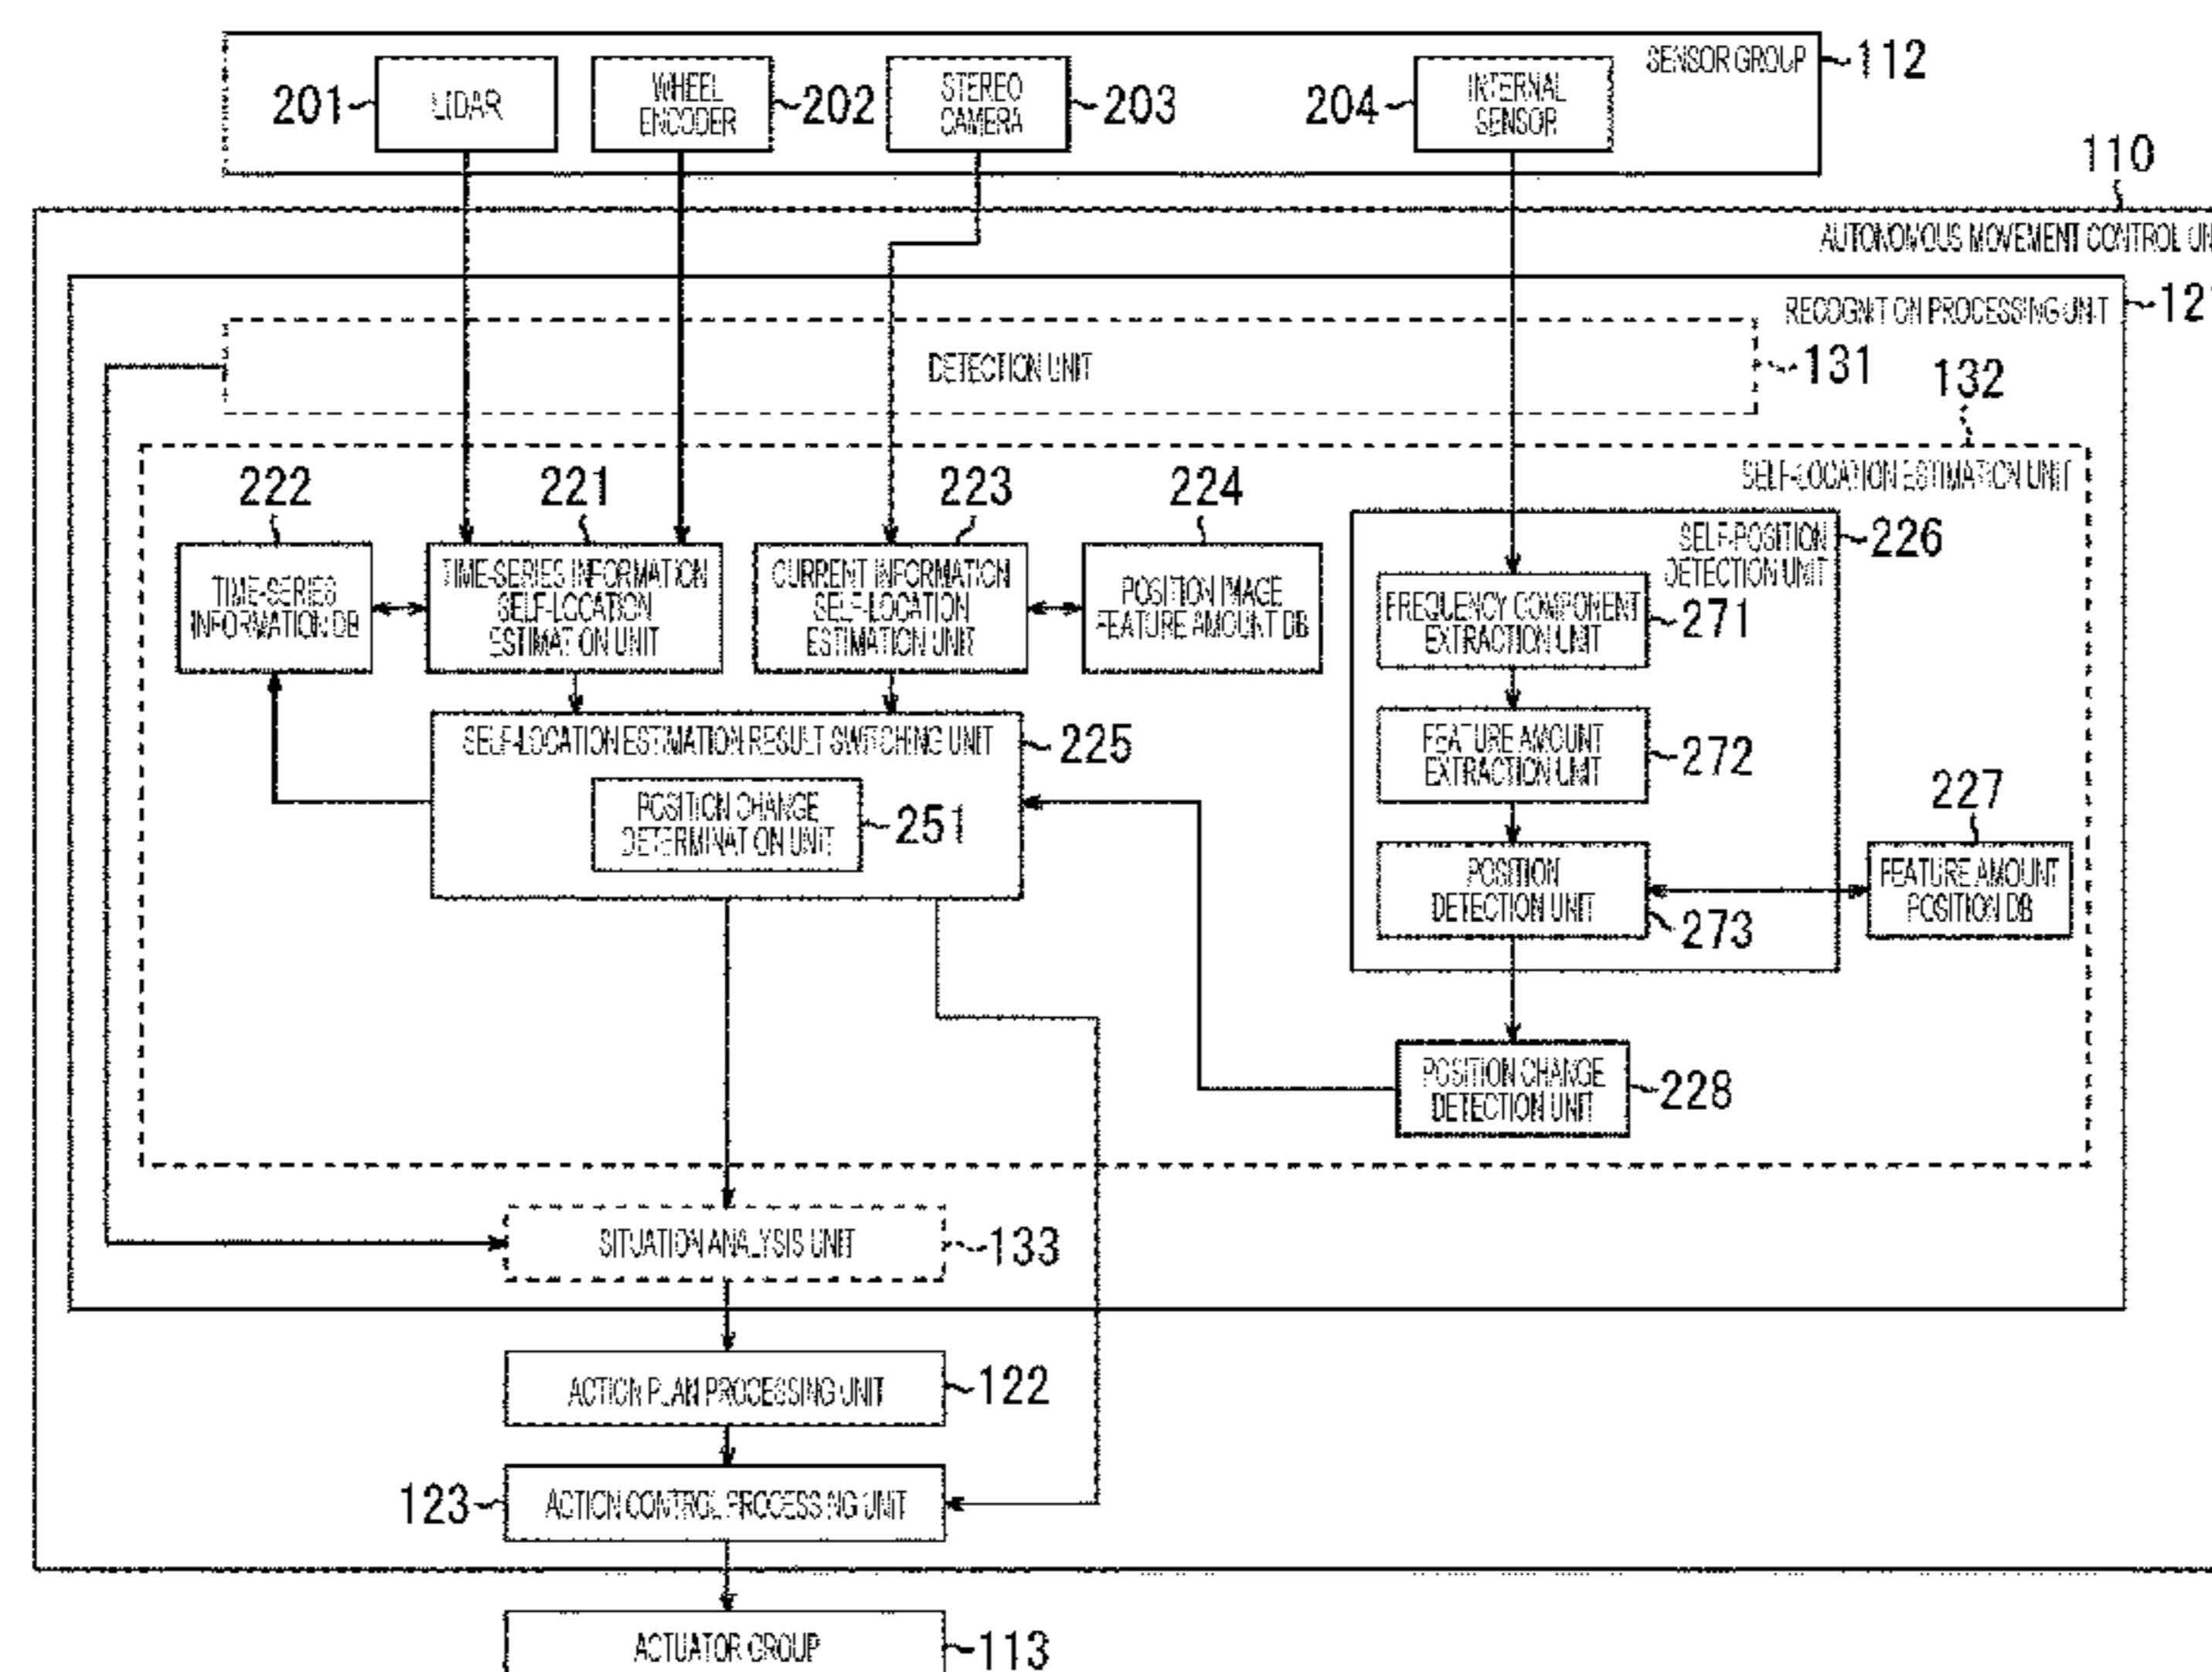 SENSOR GROUP
112
201
LIDAR
WHEEL
ENCODER
202
STEREO
CAMERA
203
204
INTERNAL
SENSOR
110
AUTONOMOUS MOVEMENT CONTROL
RECOGNITION PROCESSING UNIT
DETECTION UNIT
131
132
SELF-LOCATION ESTIMATION UNIT
222
221
223
224
TIME-SERIES
INFORMATION DB
TIME-SERIES INFORMATION
SELF-LOCATION
ESTIMATION UNIT
CURRENT INFORMATION
SELF-LOCATION
ESTIMATION UNIT
POSITION IMAGE
FEATURE AMOUNT DB
SELF-POSITION
DETECTION UNIT
226
FREQUENCY COMPONENT
EXTRACTION UNIT
271
SELF-LOCATION ESTIMATION RESULT SWITCHING UNIT
225
FEATURE AMOUNT
EXTRACTION UNIT
272
POSITION CHANGE
DETERMINATION UNIT
251
227
POSITION
DETECTION UNIT
273
FEATURE AMOUNT
POSITION DB
POSITION CHANGE
DETECTION UNIT
228
SITUATION ANALYSIS UNIT
133
ACTION PLAN PROCESSING UNIT
122
123
ACTION CONTROL PROCESSING UNIT
ACTUATOR GROUP
113